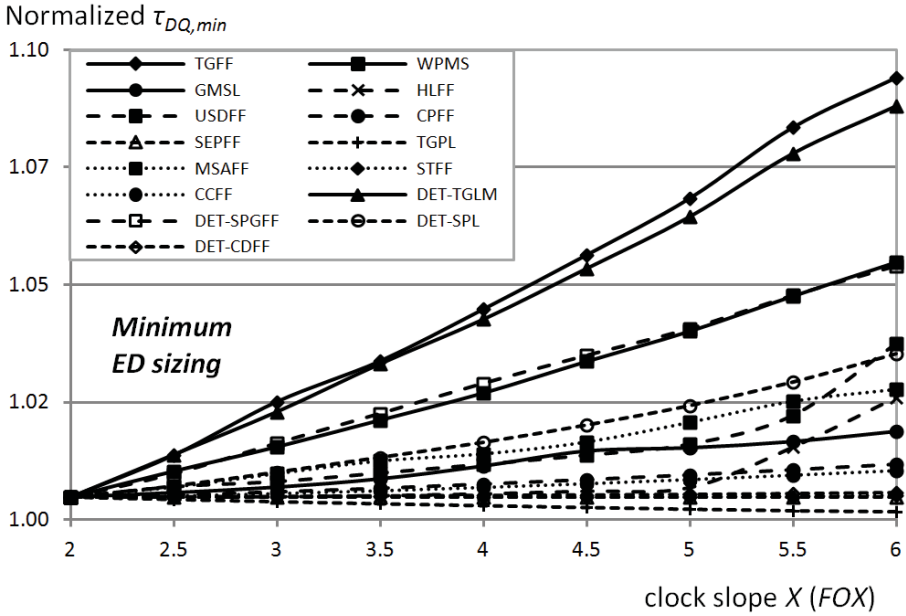 Normalized τDQ,min
1.10
TGFF WPMS
GMSL HLFF
USDFF CPFF
SEPFF TGPL
MSAFF STFF
CCFF DET-TGLM
DET-SPGFF DET-SPL
DET-CDFF
1.07
1.05
Minimum
ED sizing
1.02
1.00
2 2.5 3 3.5 4 4.5 5 5.5 6
clock slope X (FOX)